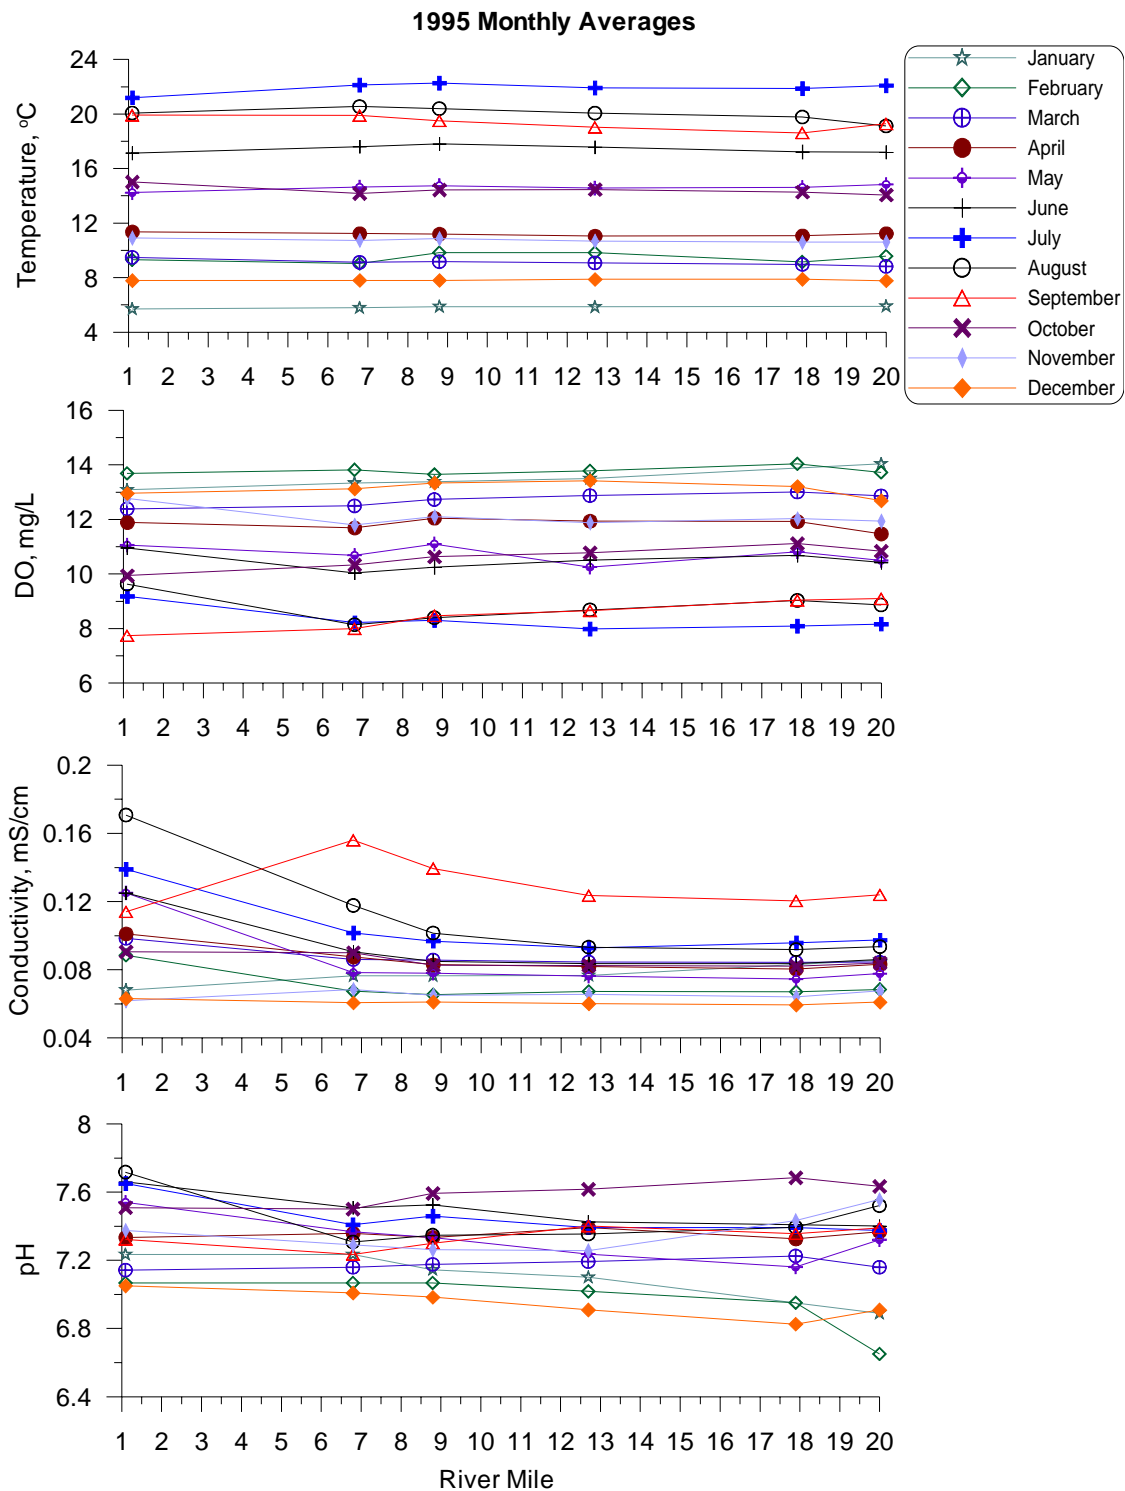 1995 Monthly Averages
Temperature, °C
24
20
16
12
8
4
1 2 3 4 5 6 7 8 9 10 11 12 13 14 15 16 17 18 19 20
January
February
March
April
May
June
July
August
September
October
November
December
DO, mg/L
16
14
12
10
8
6
1 2 3 4 5 6 7 8 9 10 11 12 13 14 15 16 17 18 19 20
Conductivity, mS/cm
0.2
0.16
0.12
0.08
0.04
1 2 3 4 5 6 7 8 9 10 11 12 13 14 15 16 17 18 19 20
pH
8
7.6
7.2
6.8
6.4
1 2 3 4 5 6 7 8 9 10 11 12 13 14 15 16 17 18 19 20
River Mile